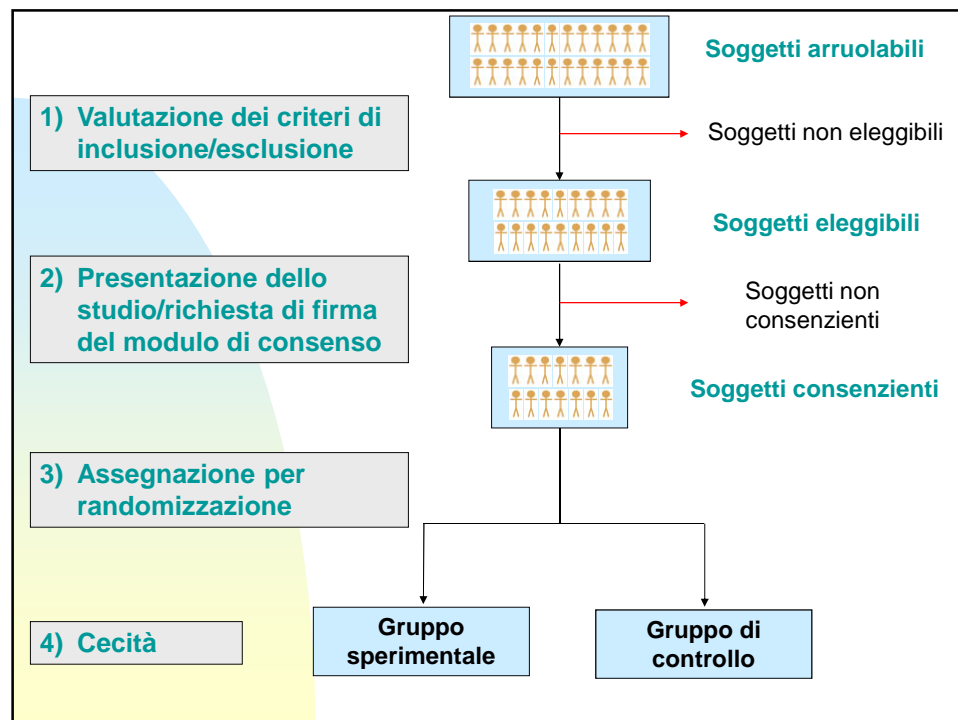 Soggetti arruolabili
1) Valutazione dei criteri di
inclusione/esclusione
Soggetti non eleggibili
Soggetti eleggibili
2) Presentazione dello
studio/richiesta di firma
del modulo di consenso
Soggetti non
consenzienti
Soggetti consenzienti
3) Assegnazione per
randomizzazione
4) Cecità
Gruppo
sperimentale
Gruppo di
controllo